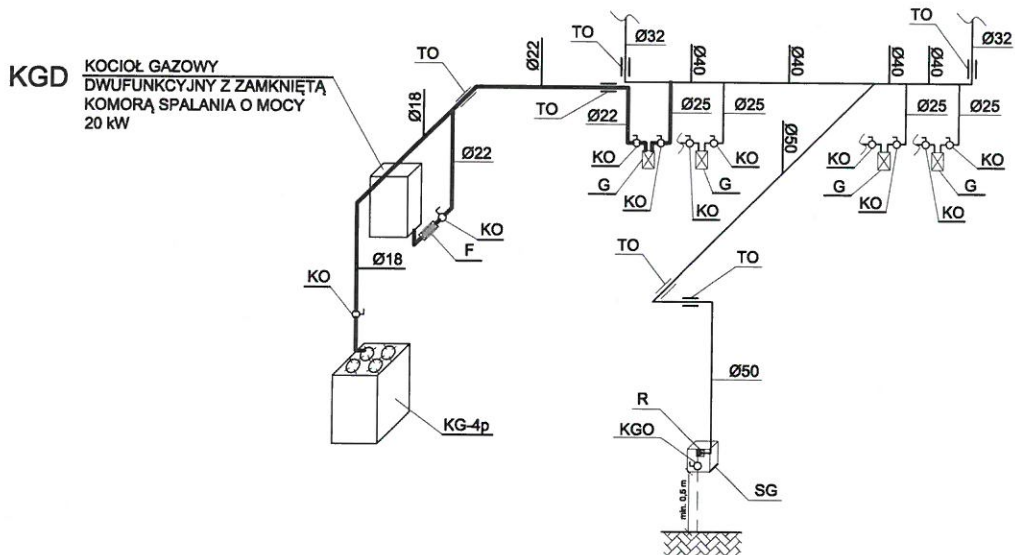 KGD
KOCIOŁ GAZOWY
DWUFUNKCYJNY Z ZAMKNIĘTĄ
KOMORĄ SPALANIA O MOCY
20 kW
TO
Ø22
TO
Ø32
Ø40
Ø40
Ø40
Ø40
TO
Ø32
Ø18
Ø22
TO
Ø22
Ø25
Ø25
Ø25
Ø25
Ø50
KO
KO
KO
KO
G
KO
G
KO
G
KO
G
KO
KO
F
Ø18
KO
TO
TO
Ø50
KG-4p
R
KGO
SG
min. 0,5 m